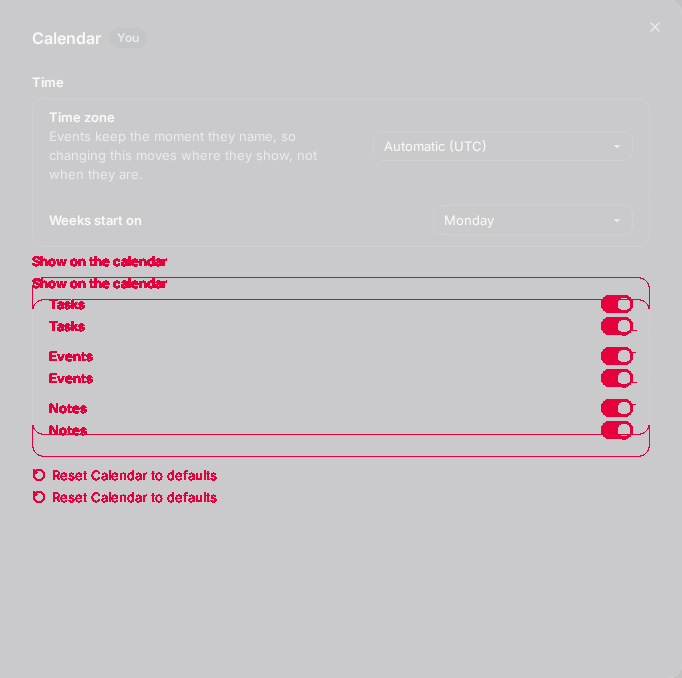 Calendar You
Time
Time zone
Events keep the moment they name, so
changing this moves where they show, not
when they are.
Automatic (UTC)
Weeks start on
Monday
Show on the calendar
Show on the calendar
Tasks
Tasks
Events
Events
Notes
Notes
Reset Calendar to defaults
Reset Calendar to defaults